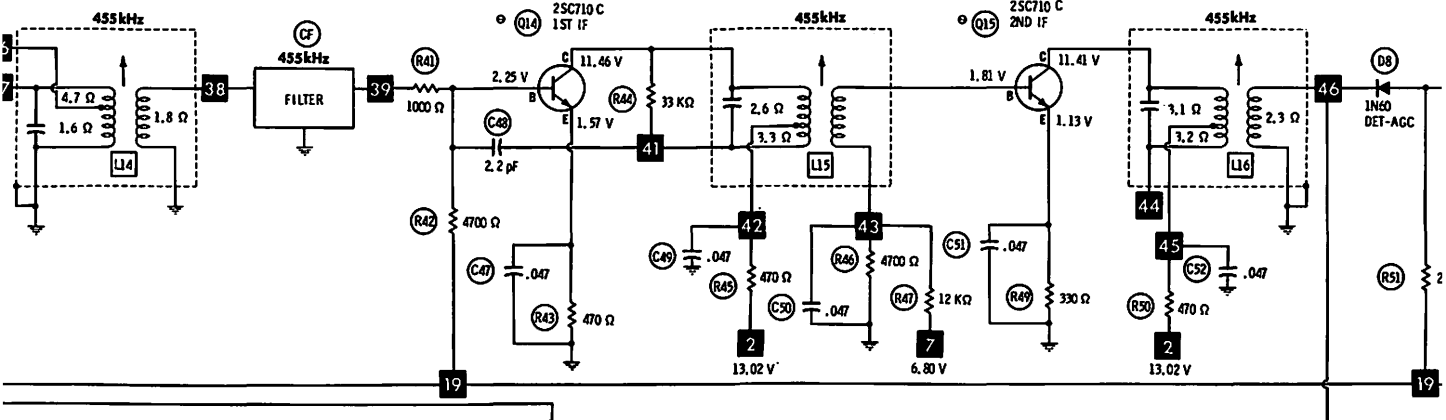 455kHz
6
7
4.7 Ω
1.6 Ω
1.8 Ω
L14
38
CF
455kHz
FILTER
39
R41
1000 Ω
2.25 V
B
C48
2.2 pF
R42
4700 Ω
19
Q14
2SC710 C
1ST IF
C
11.46 V
E
1.57 V
C47
.047
R43
470 Ω
R44
33 KΩ
41
455kHz
2.6 Ω
3.3 Ω
L15
42
C49
.047
R45
470 Ω
2
13.02 V
43
C50
.047
R46
4700 Ω
R47
12 KΩ
7
6.80 V
Q15
2SC710 C
2ND IF
1.81 V
B
C
11.41 V
E
1.13 V
C51
.047
R49
330 Ω
455kHz
3.1 Ω
3.2 Ω
2.3 Ω
L16
44
45
C52
.047
R50
470 Ω
2
13.02 V
46
D8
1N60
DET-AGC
R51
2
19